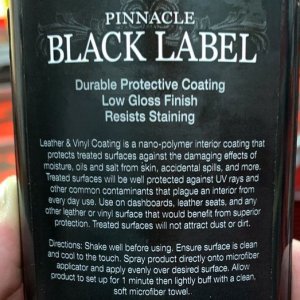 PINNACLE
BLACK LABEL
Durable Protective Coating
Low Gloss Finish
Resists Staining
Leather & Vinyl Coating is a nano-polymer interior coating that
protects treated surfaces against the damaging effects of
moisture, oils and salt from skin, accidental spills, and more.
Treated surfaces will be well protected against UV rays and
other common contaminants that plague an interior from
every day use. Use on dashboards, leather seats, and any
other leather or vinyl surface that would benefit from superior
protection. Treated surfaces will not attract dust or dirt.
Directions: Shake well before using. Ensure surface is clean
and cool to the touch. Spray product directly onto microfiber
applicator and apply evenly over desired surface. Allow
product to set up for 1 minute then lightly buff with a clean,
soft microfiber towel.